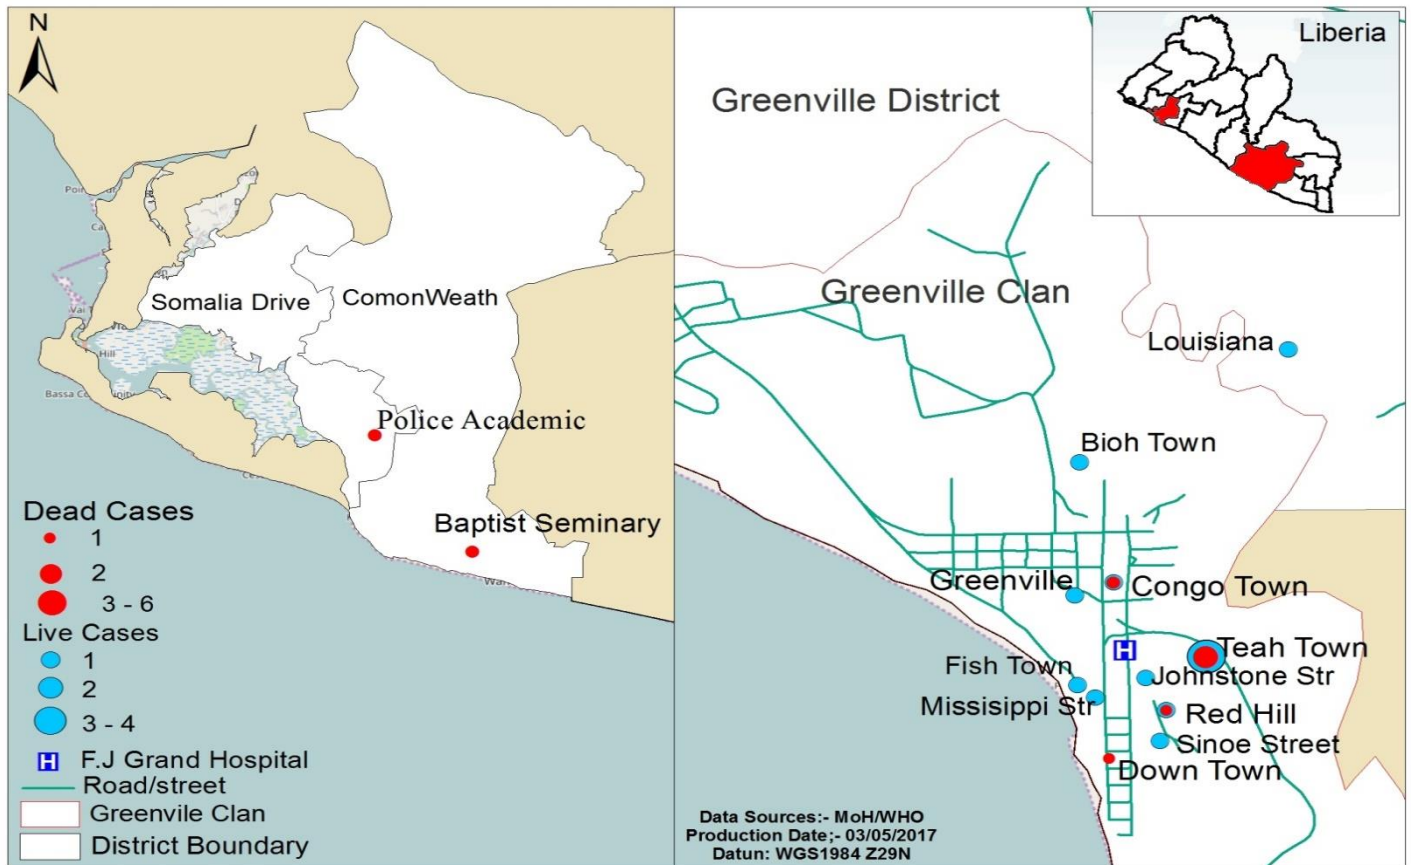 N
Somalia Drive
ComonWeath
Police Academic
Baptist Seminary
Hill
Dead Cases
1
2
3 - 6
Live Cases
1
2
3 - 4
H F.J Grand Hospital
Road/street
Greenvile Clan
District Boundary
Liberia
Greenville District
Greenville Clan
Louisiana
Bioh Town
Greenville
Congo Town
H
Teah Town
Fish Town
Johnstone Str
Missisippi Str
Red Hill
Sinoe Street
Down Town
Data Sources:- MoH/WHO
Production Date;- 03/05/2017
Datun: WGS1984 Z29N